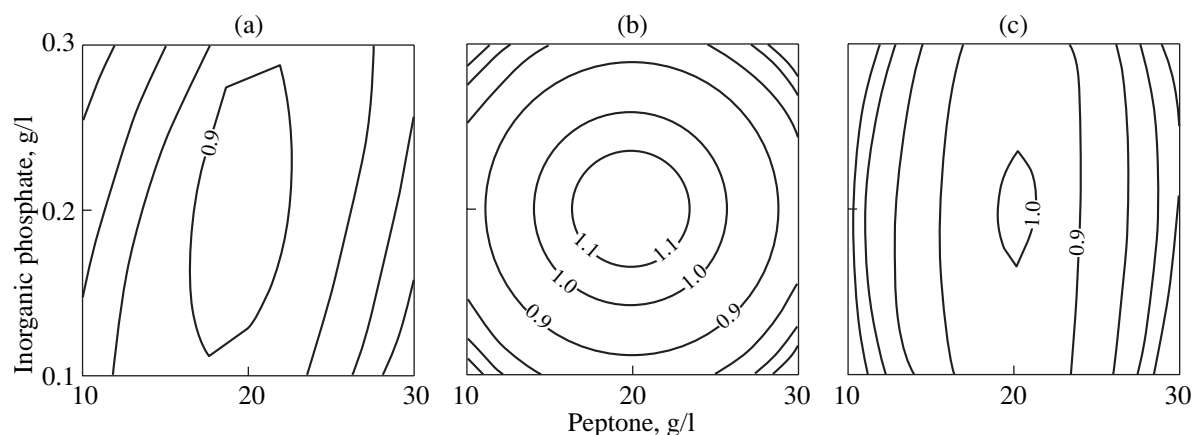 (a) (b) (c)
0.3
0.9
0.2
0.1
10 20 30
1.1 1.1
1.0 1.0
0.9 0.9
10 20 30
1.0
0.9
10 20 30
Inorganic phosphate, g/l
Peptone, g/l